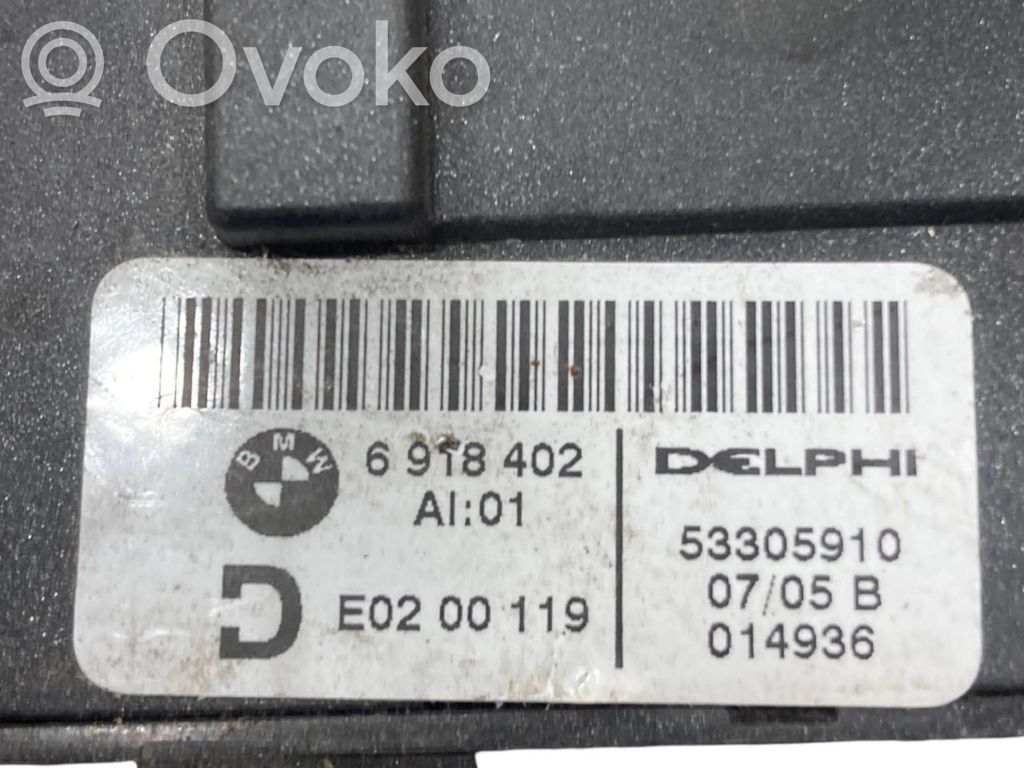 Ovoko
BMW
6 918 402
AI:01
D
E02 00 119
DELPHI
53305910
07/05 B
014936